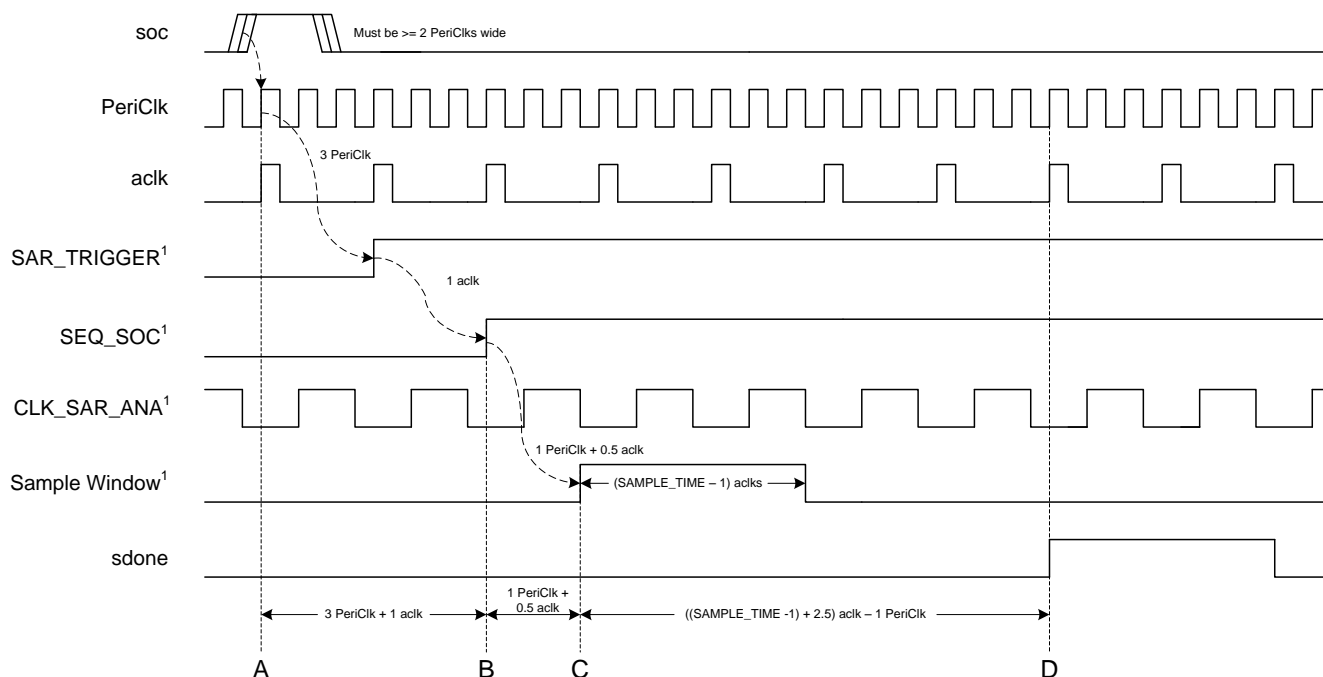 soc
Must be >= 2 PeriClks wide
PeriClk
3 PeriClk
aclk
SAR_TRIGGER¹
1 aclk
SEQ_SOC¹
CLK_SAR_ANA¹
1 PeriClk + 0.5 aclk
Sample Window¹
(SAMPLE_TIME – 1) aclks
sdone
3 PeriClk + 1 aclk
1 PeriClk +
0.5 aclk
((SAMPLE_TIME -1) + 2.5) aclk – 1 PeriClk
A
B
C
D